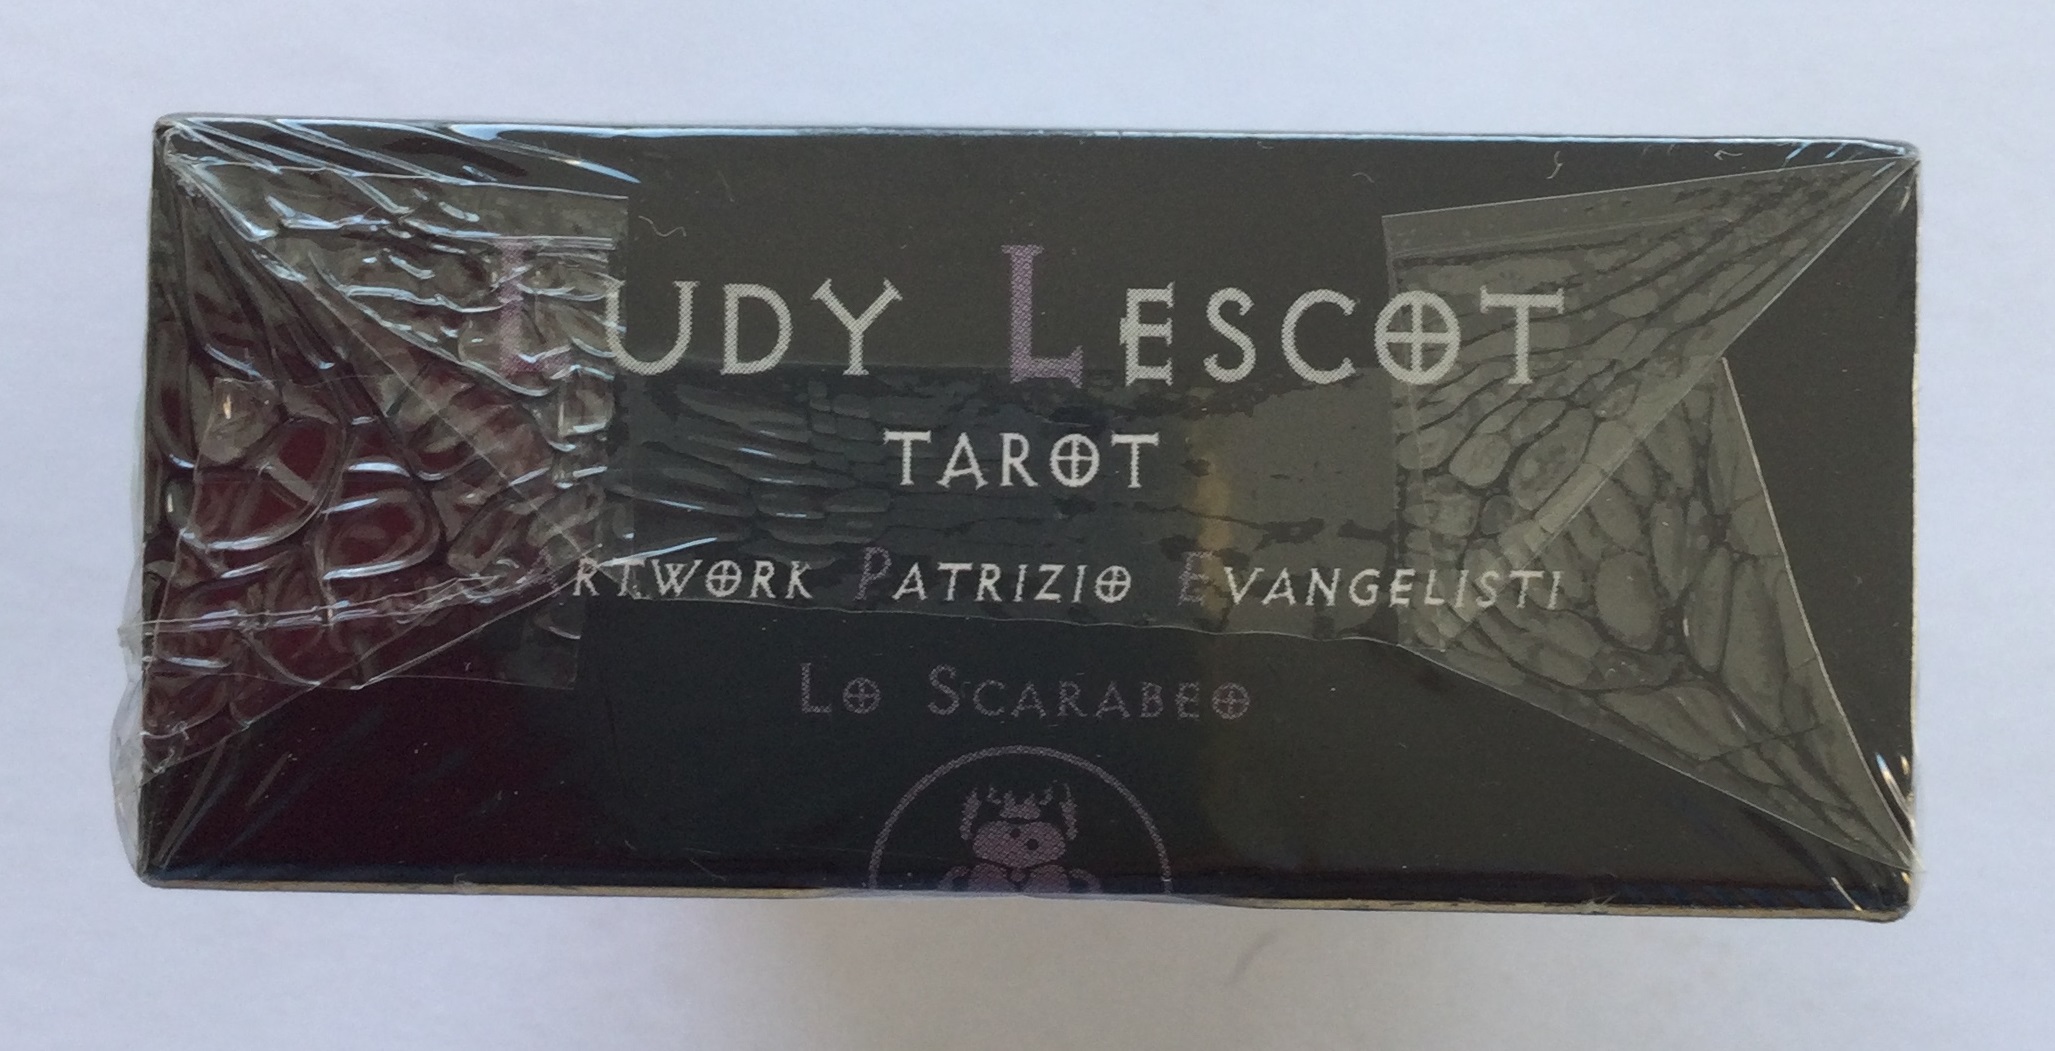 LUDY LESCOT
TAROT
ARTWORK PATRIZIO EVANGELISTI
LO SCARABEO